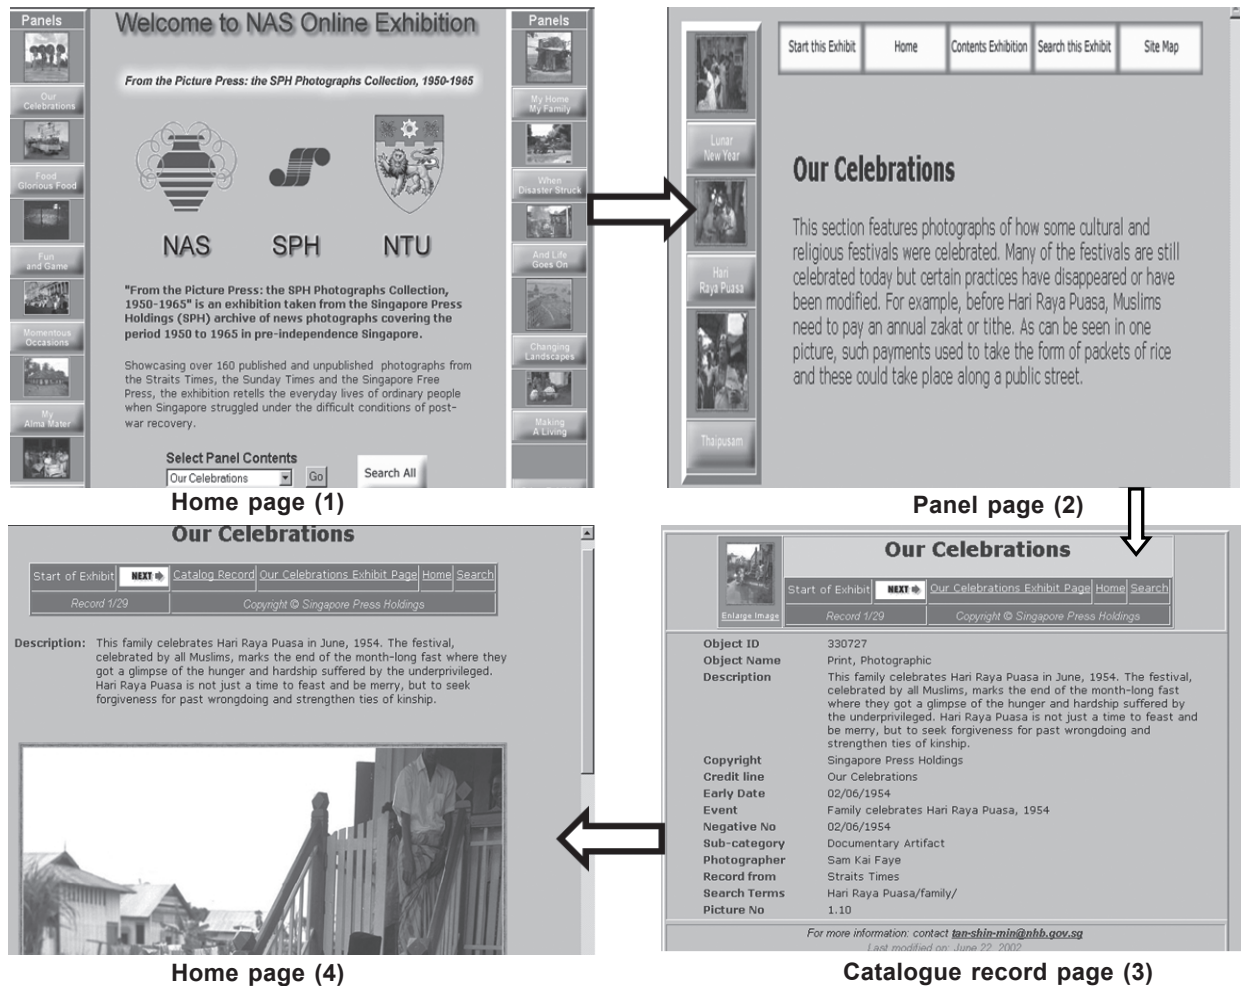 Panels
Our
Celebrations
Food
Glorious Food
Fun
and Game
Momentous
Occasions
My
Alma Mater
Welcome to NAS Online Exhibition
From the Picture Press: the SPH Photographs Collection, 1950-1965
NAS SPH NTU
"From the Picture Press: the SPH Photographs Collection,
1950-1965" is an exhibition taken from the Singapore Press
Holdings (SPH) archive of news photographs covering the
period 1950 to 1965 in pre-independence Singapore.
Showcasing over 160 published and unpublished photographs from
the Straits Times, the Sunday Times and the Singapore Free
Press, the exhibition retells the everyday lives of ordinary people
when Singapore struggled under the difficult conditions of post-
war recovery.
Select Panel Contents
Our Celebrations Go Search All
Panels
My Home
My Family
When
Disaster Struck
And Life
Goes On
Changing
Landscapes
Making
A Living
Home page (1)
Lunar
New Year
Hari
Raya Puasa
Thaipusam
Start this Exhibit Home Contents Exhibition Search this Exhibit Site Map
Our Celebrations
This section features photographs of how some cultural and
religious festivals were celebrated. Many of the festivals are still
celebrated today but certain practices have disappeared or have
been modified. For example, before Hari Raya Puasa, Muslims
need to pay an annual zakat or tithe. As can be seen in one
picture, such payments used to take the form of packets of rice
and these could take place along a public street.
Panel page (2)
Our Celebrations
Start of Exhibit NEXT Catalog Record Our Celebrations Exhibit Page Home Search
Record 1/29 Copyright © Singapore Press Holdings
Description: This family celebrates Hari Raya Puasa in June, 1954. The festival,
celebrated by all Muslims, marks the end of the month-long fast where they
got a glimpse of the hunger and hardship suffered by the underprivileged.
Hari Raya Puasa is not just a time to feast and be merry, but to seek
forgiveness for past wrongdoing and strengthen ties of kinship.
Home page (4)
Our Celebrations
Start of Exhibit NEXT Our Celebrations Exhibit Page Home Search
Enlarge Image Record 1/29 Copyright © Singapore Press Holdings
Object ID 330727
Object Name Print, Photographic
Description This family celebrates Hari Raya Puasa in June, 1954. The festival,
celebrated by all Muslims, marks the end of the month-long fast
where they got a glimpse of the hunger and hardship suffered by
the underprivileged. Hari Raya Puasa is not just a time to feast and
be merry, but to seek forgiveness for past wrongdoing and
strengthen ties of kinship.
Copyright Singapore Press Holdings
Credit line Our Celebrations
Early Date 02/06/1954
Event Family celebrates Hari Raya Puasa, 1954
Negative No 02/06/1954
Sub-category Documentary Artifact
Photographer Sam Kai Faye
Record from Straits Times
Search Terms Hari Raya Puasa/family/
Picture No 1.10
For more information: contact tan-shin-min@nhb.gov.sg
Last modified on: June 22, 2002
Catalogue record page (3)